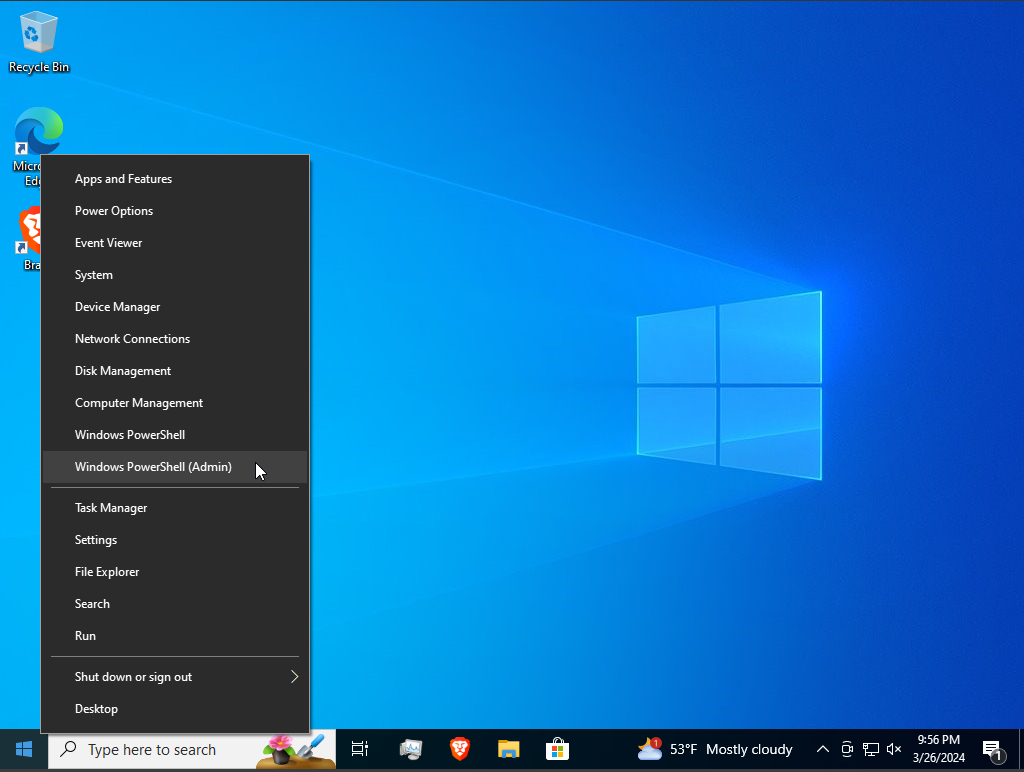 Recycle Bin
Micro
Edg
Bra
Apps and Features
Power Options
Event Viewer
System
Device Manager
Network Connections
Disk Management
Computer Management
Windows PowerShell
Windows PowerShell (Admin)
Task Manager
Settings
File Explorer
Search
Run
Shut down or sign out
Desktop
Type here to search
1
53°F Mostly cloudy
9:56 PM
3/26/2024
1